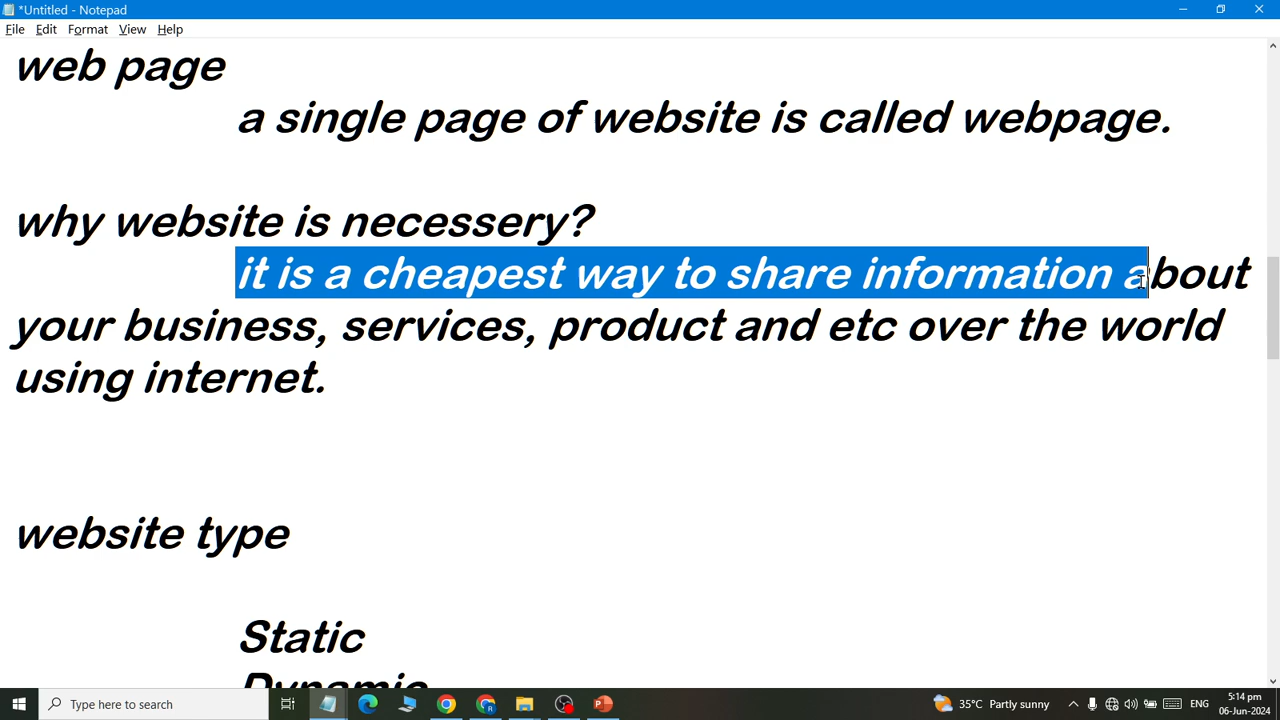 *Untitled - Notepad
File Edit Format View Help
web page
a single page of website is called webpage.
why website is necessery?
it is a cheapest way to share information about
your business, services, product and etc over the world
using internet.
website type
Static
Dynamic
Type here to search
35°C Partly sunny
ENG
5:14 pm
06-Jun-2024